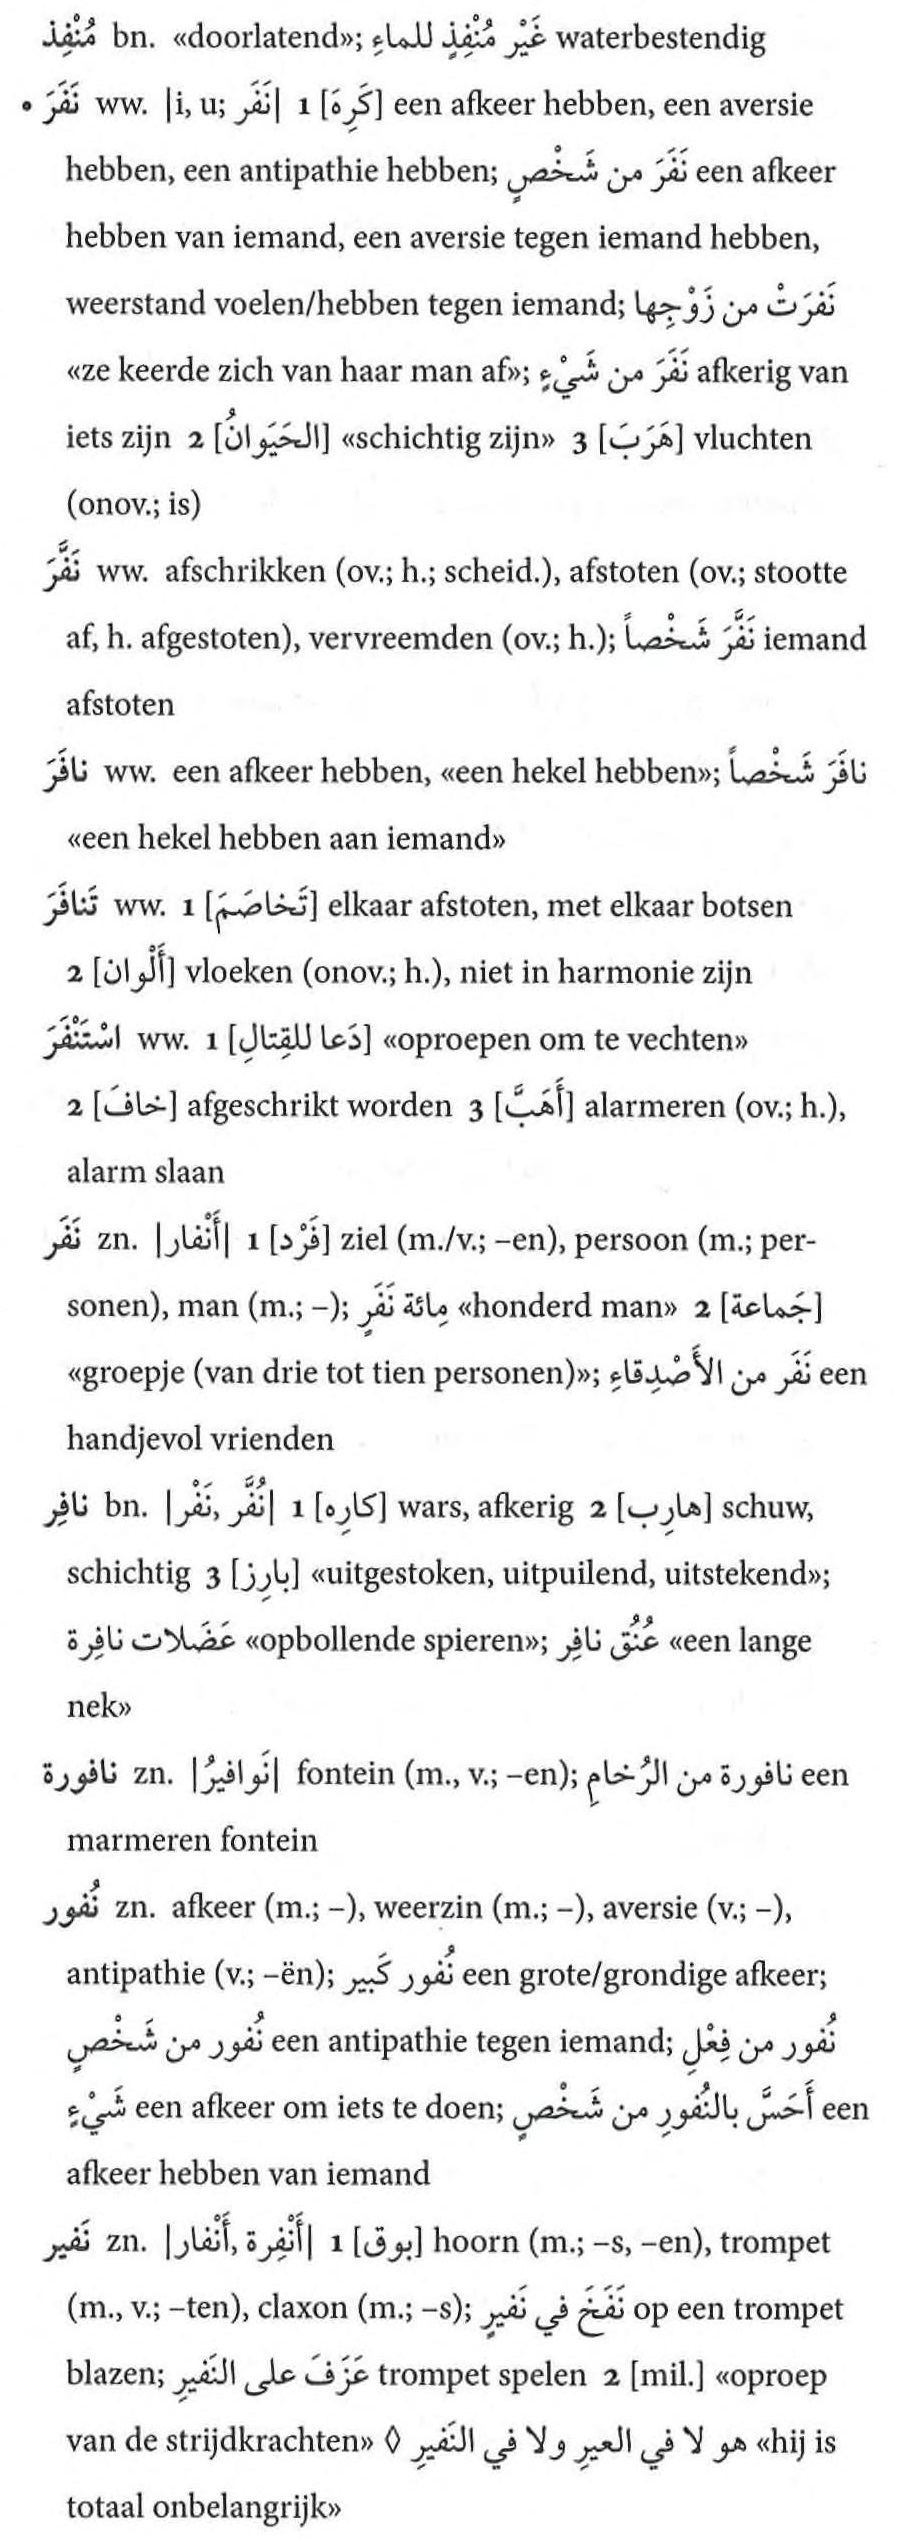 مُنْفِذ bn. «doorlatend»; غَيْر مُنْفِذٍ للماءِ waterbestendig
• نَفَرَ ww. |i, u; نَفَر| 1 [كَرِهَ] een afkeer hebben, een aversie
hebben, een antipathie hebben; نَفَرَ من شَخْصٍ een afkeer
hebben van iemand, een aversie tegen iemand hebben,
weerstand voelen/hebben tegen iemand; نَفرَتْ من زَوْجِها
«ze keerde zich van haar man af»; نَفَرَ من شَيْءٍ afkerig van
iets zijn 2 [الحَيَوانُ] «schichtig zijn» 3 [هَرَبَ] vluchten
(onov.; is)
نَفَّرَ ww. afschrikken (ov.; h.; scheid.), afstoten (ov.; stootte
af, h. afgestoten), vervreemden (ov.; h.); نَفَّرَ شَخْصاً iemand
afstoten
نافَرَ ww. een afkeer hebben, «een hekel hebben»; نافَرَ شَخْصاً
«een hekel hebben aan iemand»
تَنافَرَ ww. 1 [تَخاصَمَ] elkaar afstoten, met elkaar botsen
2 [أَلْوان] vloeken (onov.; h.), niet in harmonie zijn
اسْتَنْفَرَ ww. 1 [دَعا للقِتالِ] «oproepen om te vechten»
2 [خافَ] afgeschrikt worden 3 [أَهَبَّ] alarmeren (ov.; h.),
alarm slaan
نَفَر zn. |أَنْفار| 1 [فَرْد] ziel (m./v.; –en), persoon (m.; per-
sonen), man (m.; –); مِائة نَفَرٍ «honderd man» 2 [جَماعة]
«groepje (van drie tot tien personen)»; نَفَر من الأَصْدِقاءِ een
handjevol vrienden
نافِر bn. |نُفَّر, نَفْر| 1 [كارِه] wars, afkerig 2 [هارِب] schuw,
schichtig 3 [بارِز] «uitgestoken, uitpuilend, uitstekend»;
عَضَلات نافِرة «opbollende spieren»; عُنُق نافِر «een lange
nek»
نافورة zn. |نَوافيرُ| fontein (m., v.; –en); نافورة من الرُخامِ een
marmeren fontein
نُفور zn. afkeer (m.; –), weerzin (m.; –), aversie (v.; –),
antipathie (v.; –ën); نُفور كَبير een grote/grondige afkeer;
نُفور من شَخْصٍ een antipathie tegen iemand; نُفور من فِعْلِ
شَيْءٍ een afkeer om iets te doen; أَحَسَّ بالنُفورِ من شَخْصٍ een
afkeer hebben van iemand
نَفير zn. |أَنْفِرة, أَنْفار| 1 [بوق] hoorn (m.; –s, –en), trompet
(m., v.; –ten), claxon (m.; –s); نَفَخَ في نَفيرٍ op een trompet
blazen; عَزَفَ على النَفيرِ trompet spelen 2 [mil.] «oproep
van de strijdkrachten» ◊ هو لا في العيرِ ولا في النَفيرِ «hij is
totaal onbelangrijk»